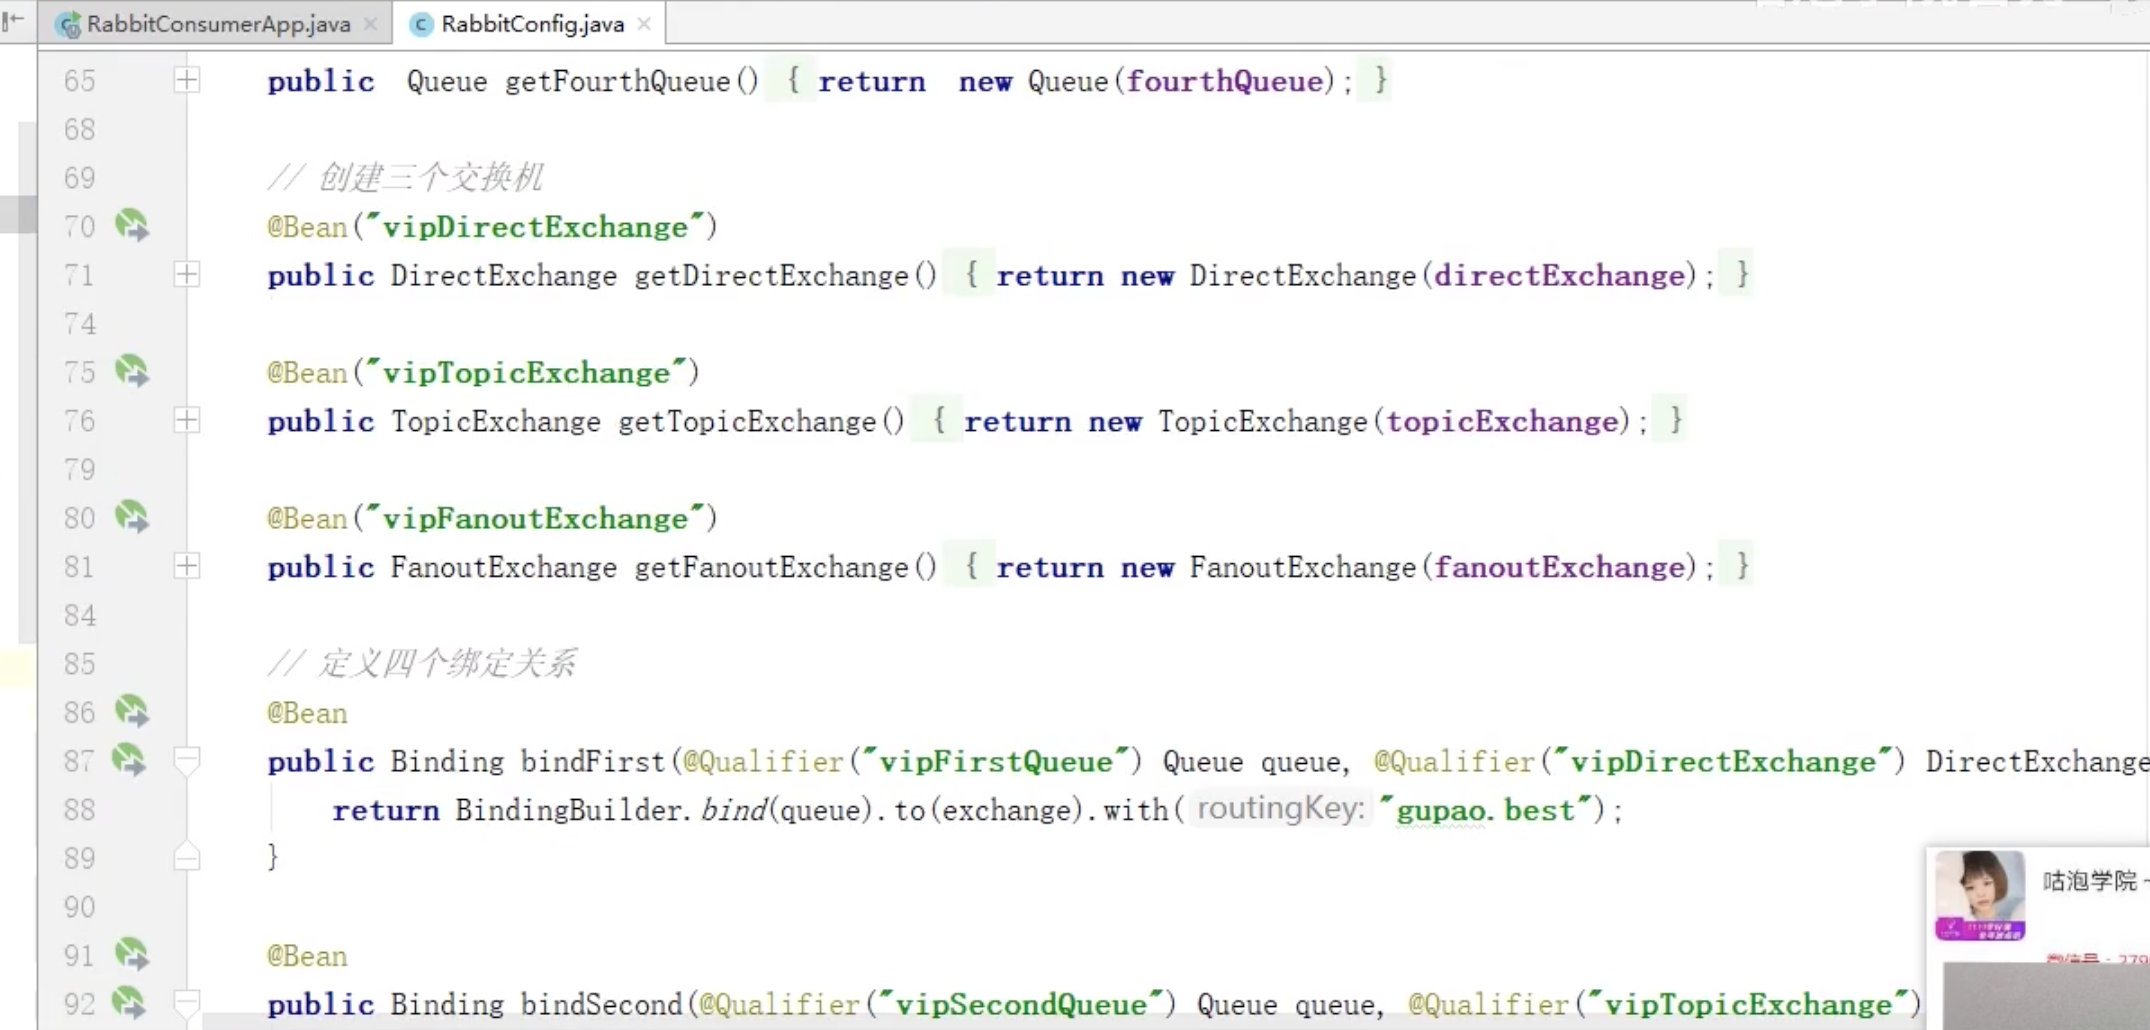 RabbitConsumerApp.java RabbitConfig.java
65 public Queue getFourthQueue() { return new Queue(fourthQueue); }
68
69 // 创建三个交换机
70 @Bean("vipDirectExchange")
71 public DirectExchange getDirectExchange() { return new DirectExchange(directExchange); }
74
75 @Bean("vipTopicExchange")
76 public TopicExchange getTopicExchange() { return new TopicExchange(topicExchange); }
79
80 @Bean("vipFanoutExchange")
81 public FanoutExchange getFanoutExchange() { return new FanoutExchange(fanoutExchange); }
84
85 // 定义四个绑定关系
86 @Bean
87 public Binding bindFirst(@Qualifier("vipFirstQueue") Queue queue, @Qualifier("vipDirectExchange") DirectExchange
88 return BindingBuilder.bind(queue).to(exchange).with( routingKey: "gupao.best");
89 }
90
91 @Bean
92 public Binding bindSecond(@Qualifier("vipSecondQueue") Queue queue, @Qualifier("vipTopicExchange")
咕泡学院